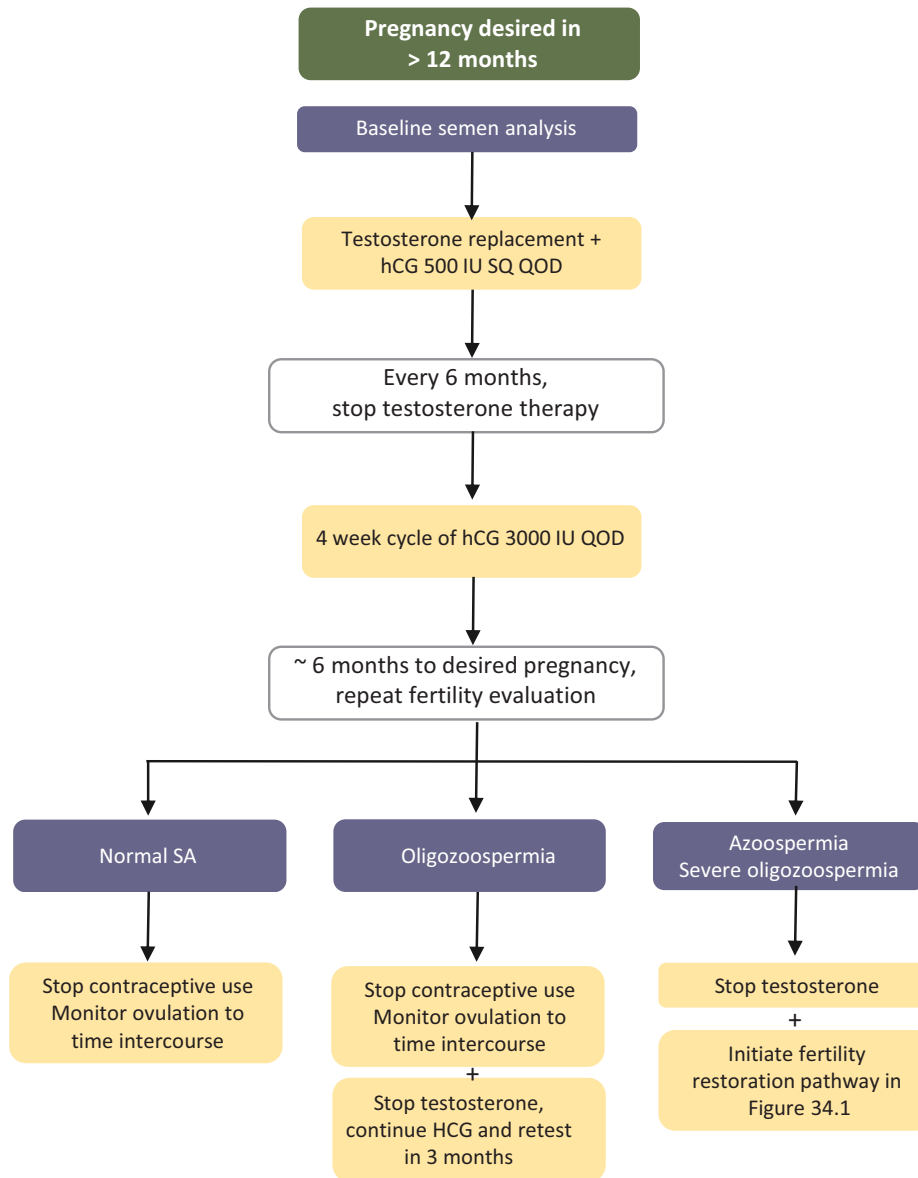 Pregnancy desired in
> 12 months
Baseline semen analysis
Testosterone replacement +
hCG 500 IU SQ QOD
Every 6 months,
stop testosterone therapy
4 week cycle of hCG 3000 IU QOD
~ 6 months to desired pregnancy,
repeat fertility evaluation
Normal SA
Oligozoospermia
Azoospermia
Severe oligozoospermia
Stop contraceptive use
Monitor ovulation to
time intercourse
Stop contraceptive use
Monitor ovulation to
time intercourse
+
Stop testosterone,
continue HCG and retest
in 3 months
Stop testosterone
+
Initiate fertility
restoration pathway in
Figure 34.1